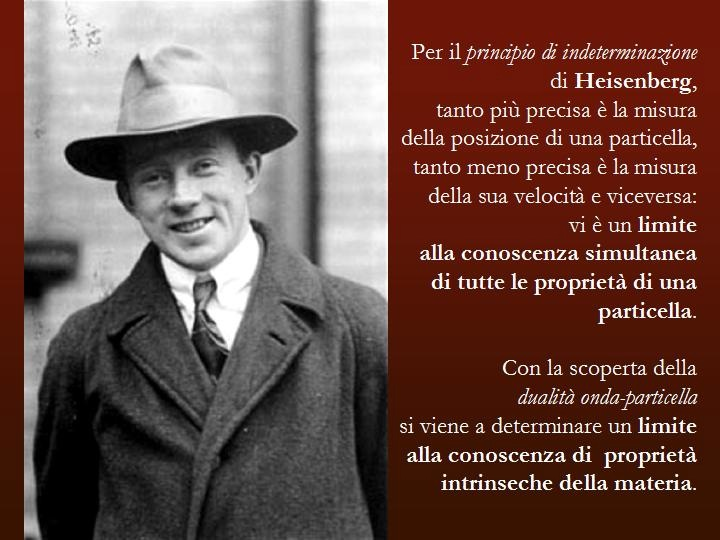 Per il principio di indeterminazione
di Heisenberg,
tanto più precisa è la misura
della posizione di una particella,
tanto meno precisa è la misura
della sua velocità e viceversa:
vi è un limite
alla conoscenza simultanea
di tutte le proprietà di una
particella.
Con la scoperta della
dualità onda-particella
si viene a determinare un limite
alla conoscenza di  proprietà
intrinseche della materia.